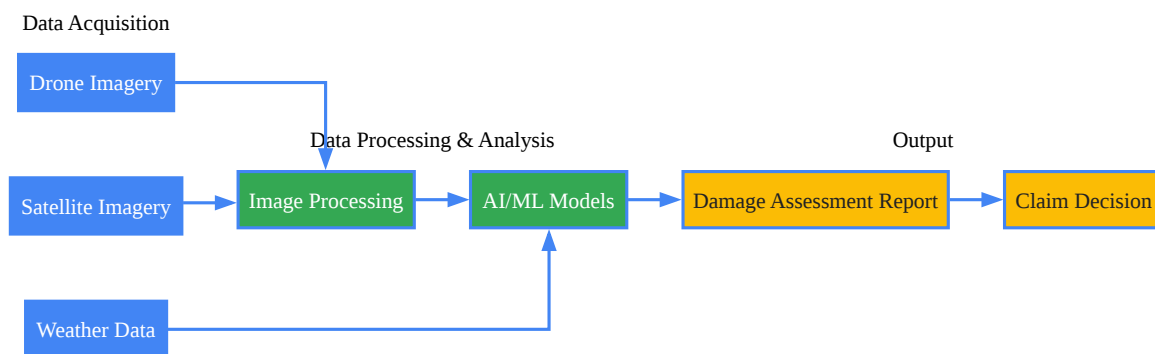 Data Acquisition
Drone Imagery
Data Processing & Analysis
Output
Satellite Imagery
Image Processing
AI/ML Models
Damage Assessment Report
Claim Decision
Weather Data